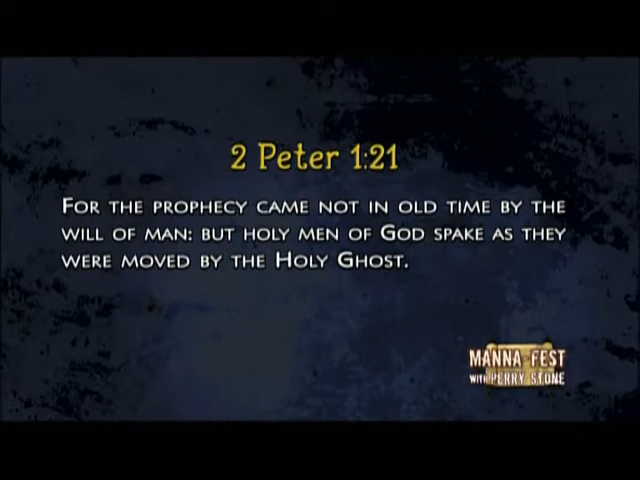 2 Peter 1:21
For the prophecy came not in old time by the
will of man: but holy men of God spake as they
were moved by the Holy Ghost.
MANNA-FEST
WITH PERRY STONE